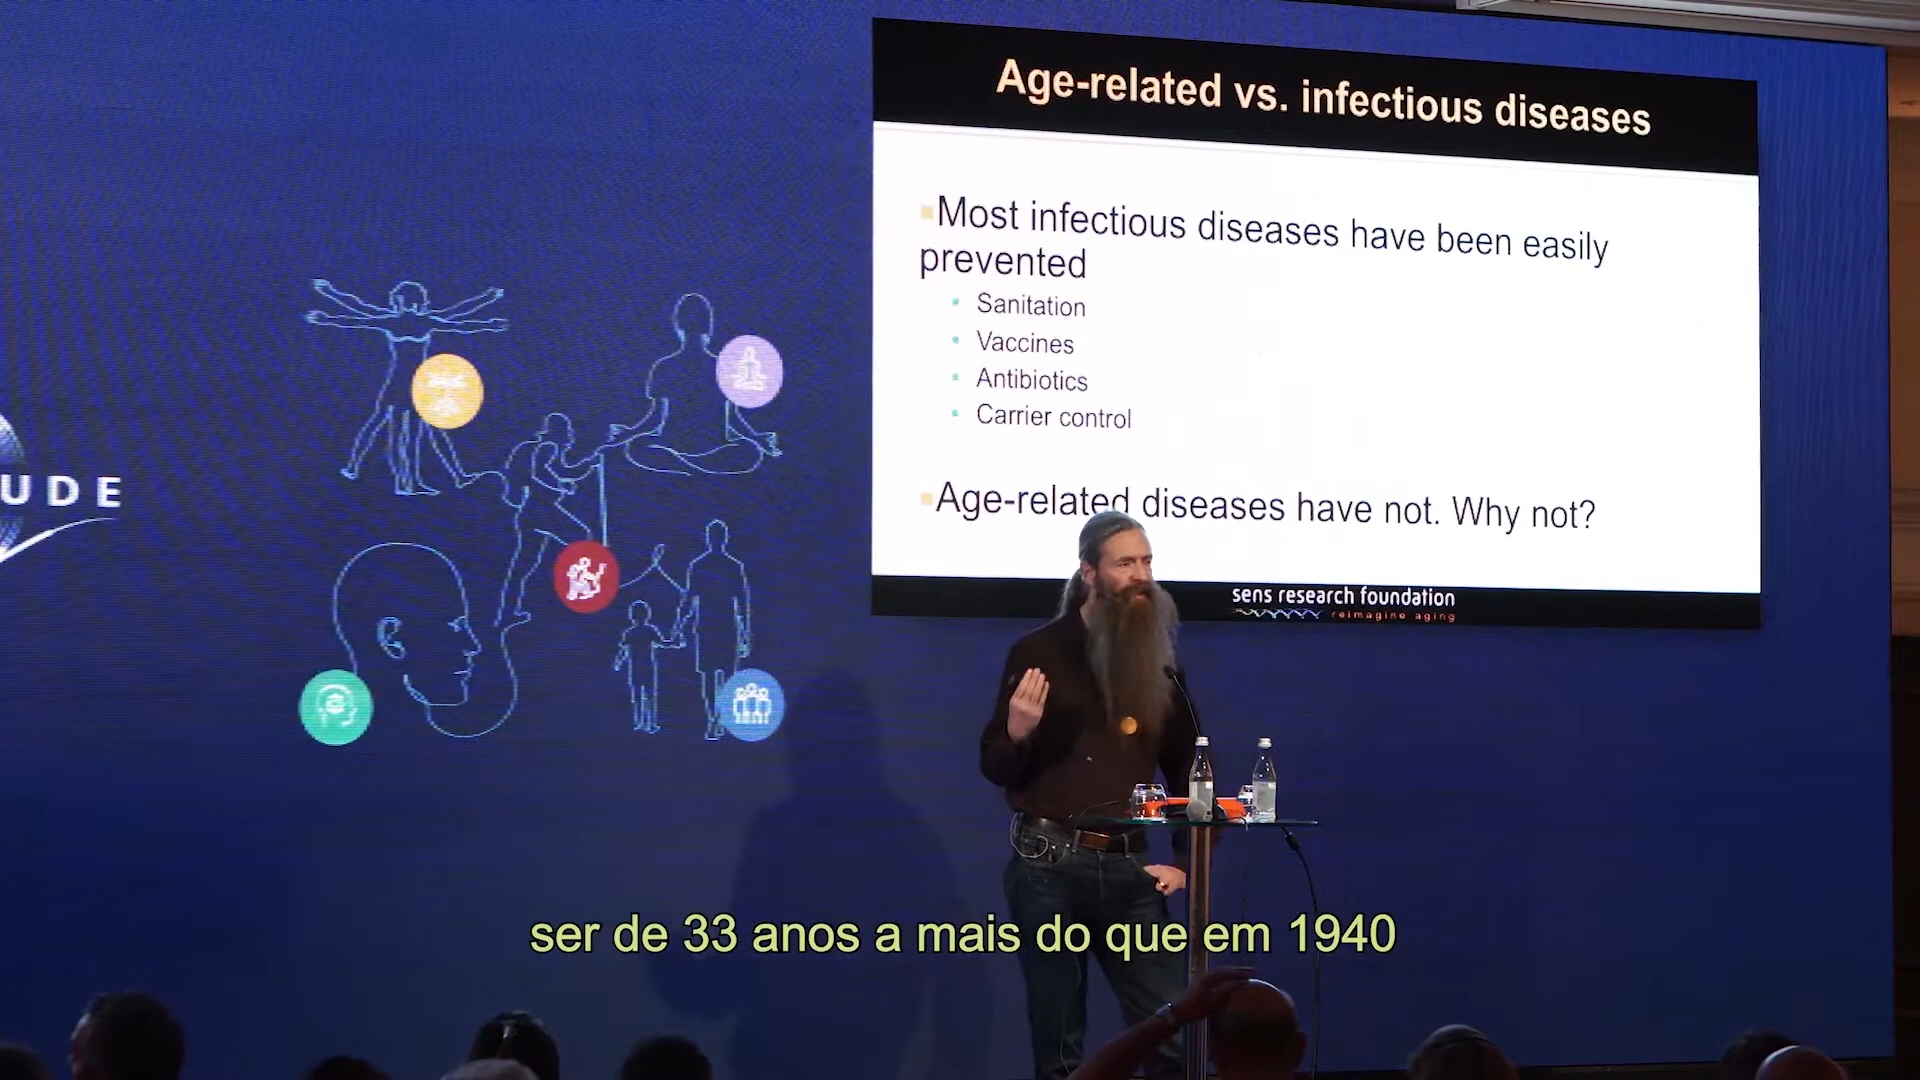 Age-related vs. infectious diseases
Most infectious diseases have been easily
prevented
Sanitation
Vaccines
Antibiotics
Carrier control
Age-related diseases have not. Why not?
sens research foundation
reimagine aging
UDE
ser de 33 anos a mais do que em 1940